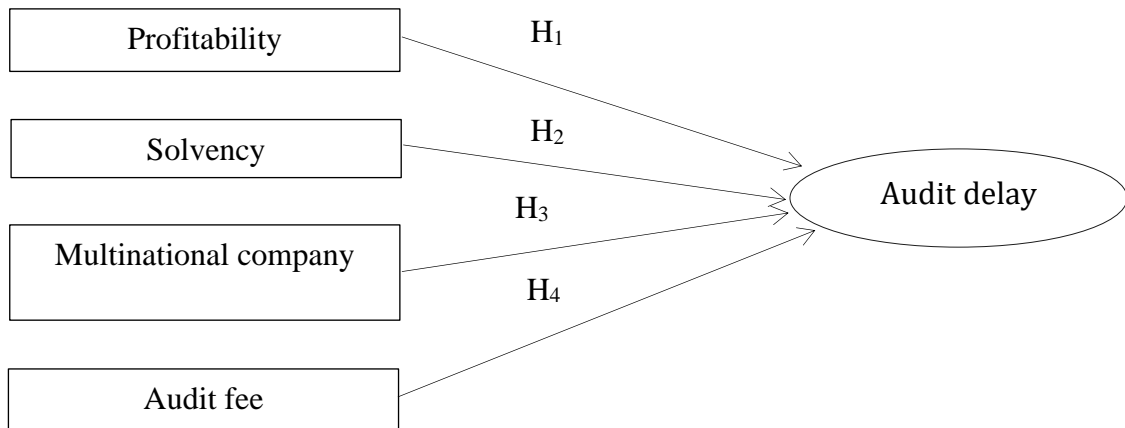 Profitability
H₁
Solvency
H₂
Multinational company
H₃
Audit fee
H₄
Audit delay